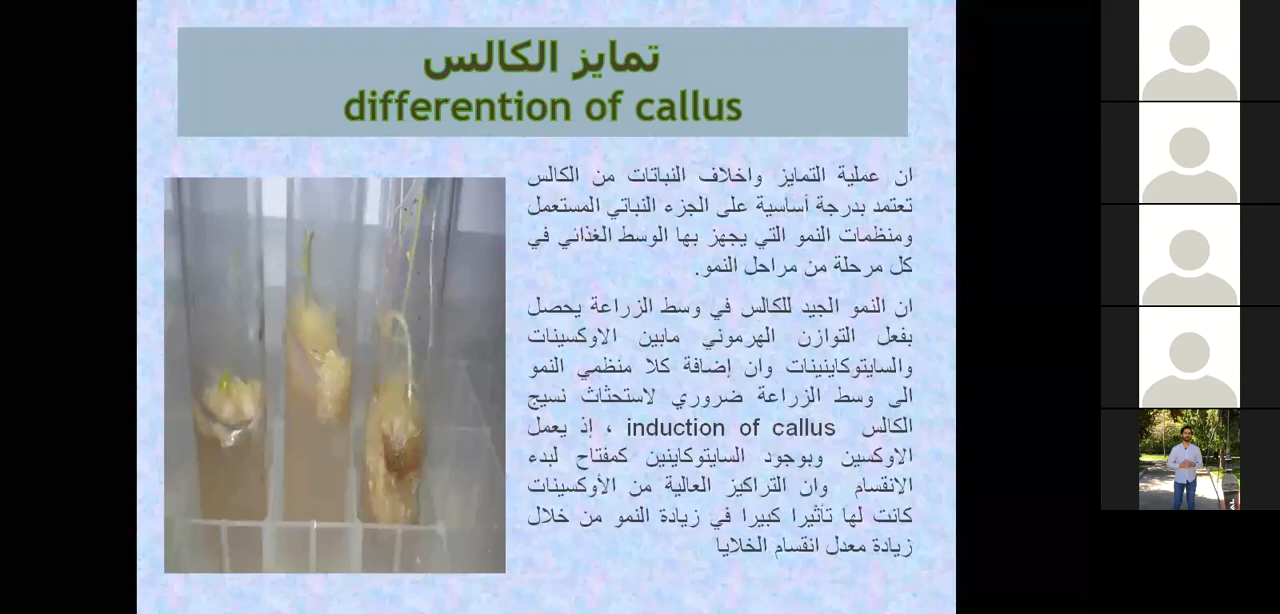 تمايز الكالس
differention of callus
ان عملية التمايز واخلاف النباتات من الكالس
تعتمد بدرجة أساسية على الجزء النباتي المستعمل
ومنظمات النمو التي يجهز بها الوسط الغذائي في
كل مرحلة من مراحل النمو.
ان النمو الجيد للكالس في وسط الزراعة يحصل
بفعل التوازن الهرموني مابين الاوكسينات
والسايتوكاينينات وان إضافة كلا منظمي النمو
الى وسط الزراعة ضروري لاستحثاث نسيج
الكالس induction of callus ، إذ يعمل
الاوكسين وبوجود السايتوكاينين كمفتاح لبدء
الانقسام وان التراكيز العالية من الأوكسينات
كانت لها تأثيرا كبيرا في زيادة النمو من خلال
زيادة معدل انقسام الخلايا